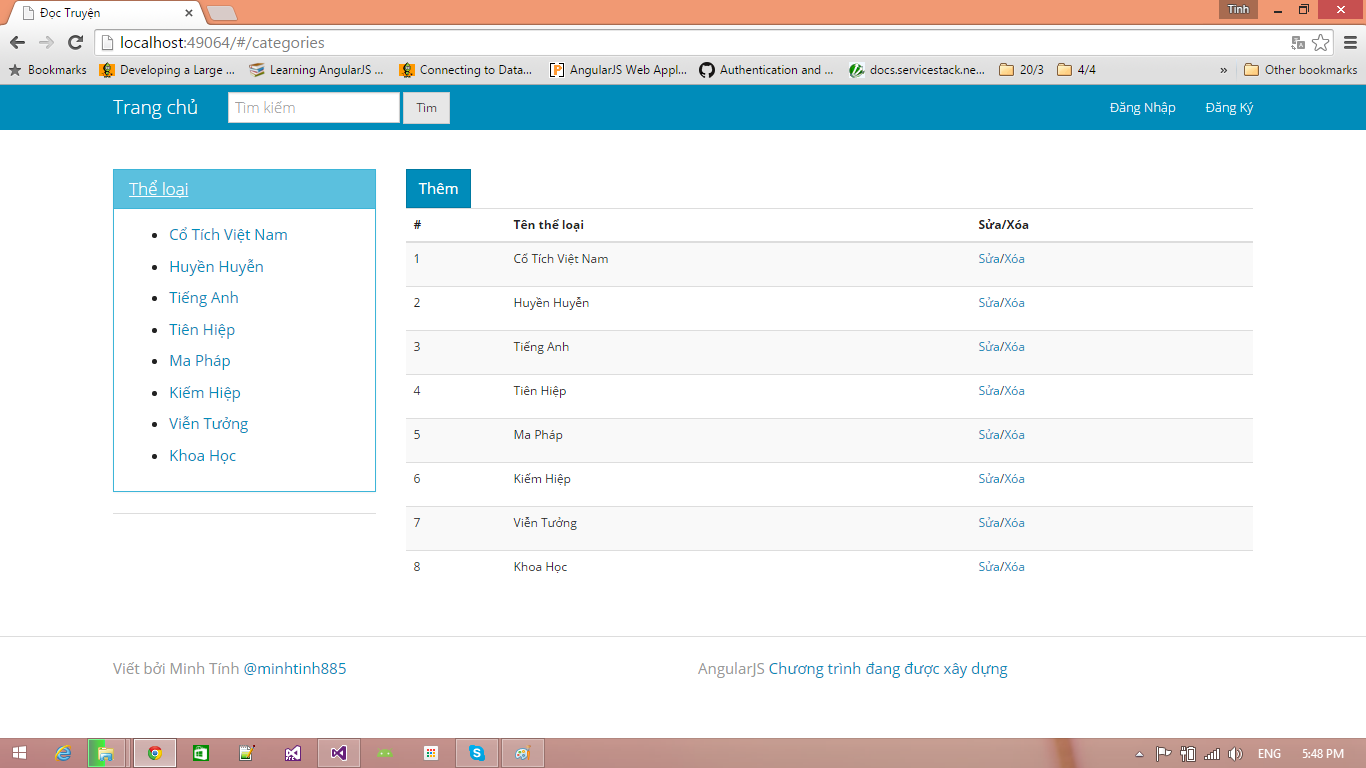 Đọc Truyện
Tinh
localhost:49064/#/categories
Bookmarks
Developing a Large ...
Learning AngularJS ...
Connecting to Data...
AngularJS Web Appl...
Authentication and ...
docs.servicestack.ne...
20/3
4/4
»
Other bookmarks
Trang chủ
Tìm kiếm
Tìm
Đăng Nhập
Đăng Ký
Thể loại
Cổ Tích Việt Nam
Huyền Huyễn
Tiếng Anh
Tiên Hiệp
Ma Pháp
Kiếm Hiệp
Viễn Tưởng
Khoa Học
Thêm
# Tên thể loại Sửa/Xóa
1 Cổ Tích Việt Nam Sửa/Xóa
2 Huyền Huyễn Sửa/Xóa
3 Tiếng Anh Sửa/Xóa
4 Tiên Hiệp Sửa/Xóa
5 Ma Pháp Sửa/Xóa
6 Kiếm Hiệp Sửa/Xóa
7 Viễn Tưởng Sửa/Xóa
8 Khoa Học Sửa/Xóa
Viết bởi Minh Tính @minhtinh885
AngularJS Chương trình đang được xây dựng
ENG
5:48 PM